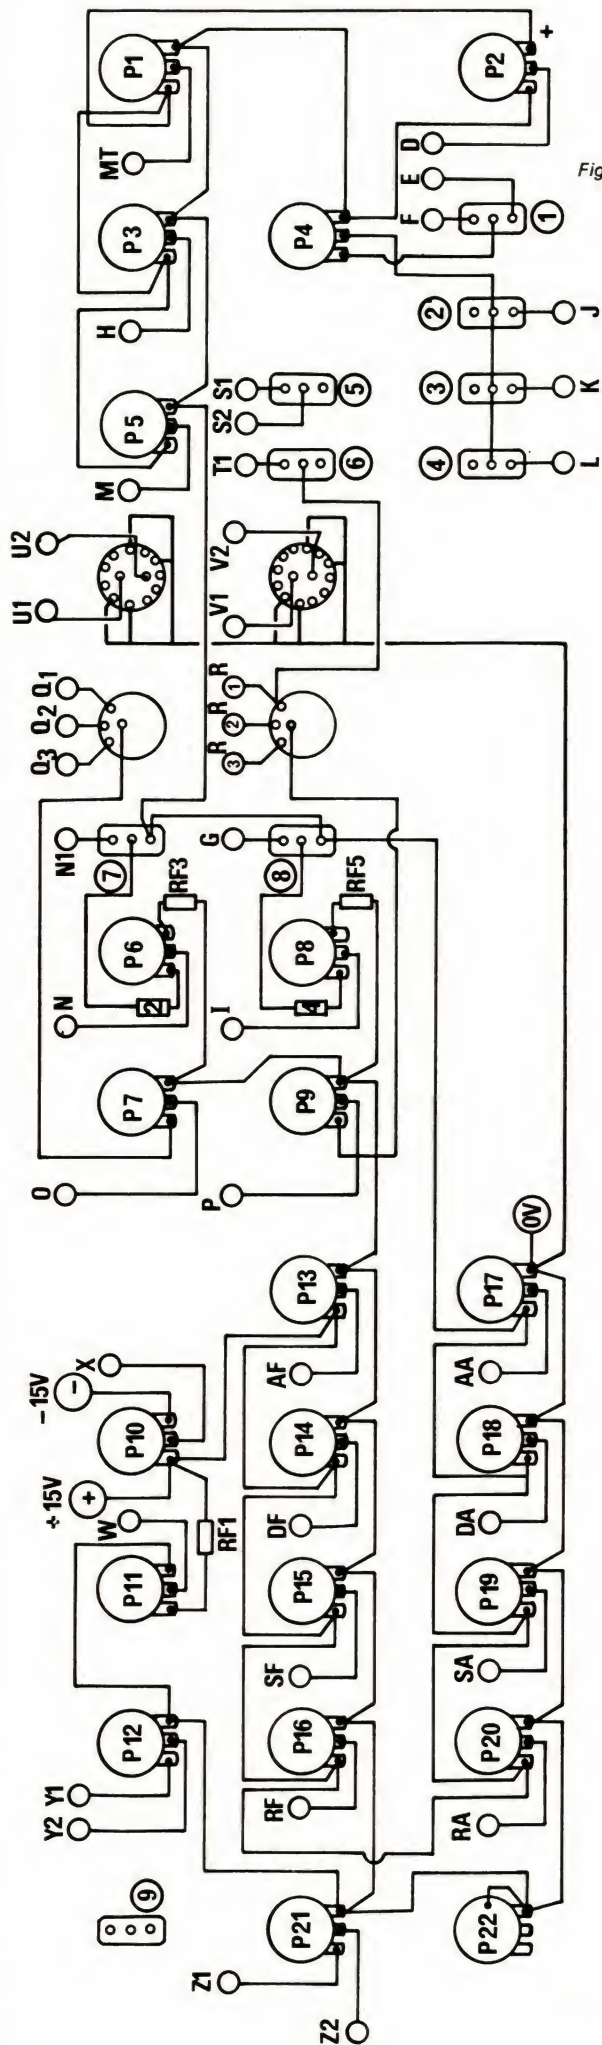 Fig
P1
MT
P2
+
D
E
F
1
P3
H
P4
2
J
3
K
4
L
P5
M
S1
S2
5
T1
6
U2
U1
V2
V1
Q1
Q2
Q3
R
1
R
2
R
3
N1
7
G
8
P6
RF3
N
2
P8
RF5
I
4
P7
O
P9
P
P13
AF
P17
0V
AA
-15V
−
X
P10
+15V
+
W
RF1
P11
P14
DF
P18
DA
P15
SF
P19
SA
P12
Y1
Y2
P16
RF
P20
RA
9
P21
Z1
Z2
P22